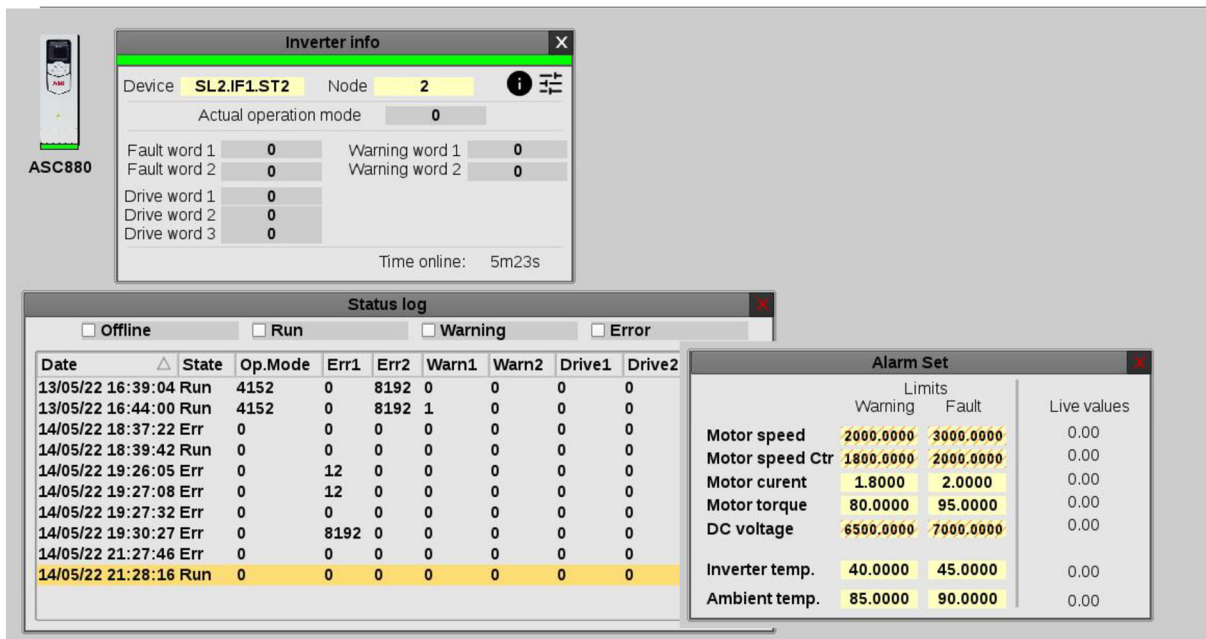 Inverter info X
Device SL2.IF1.ST2 Node 2
Actual operation mode 0
Fault word 1 0 Warning word 1 0
Fault word 2 0 Warning word 2 0
Drive word 1 0
Drive word 2 0
Drive word 3 0
Time online: 5m23s
ASC880
Status log X
Offline Run Warning Error
Date State Op.Mode Err1 Err2 Warn1 Warn2 Drive1 Drive2
13/05/22 16:39:04 Run 4152 0 8192 0 0 0 0
13/05/22 16:44:00 Run 4152 0 8192 1 0 0 0
14/05/22 18:37:22 Err 0 0 0 0 0 0 0
14/05/22 18:39:42 Run 0 0 0 0 0 0 0
14/05/22 19:26:05 Err 0 12 0 0 0 0 0
14/05/22 19:27:08 Err 0 12 0 0 0 0 0
14/05/22 19:27:32 Err 0 0 0 0 0 0 0
14/05/22 19:30:27 Err 0 8192 0 0 0 0 0
14/05/22 21:27:46 Err 0 0 0 0 0 0 0
14/05/22 21:28:16 Run 0 0 0 0 0 0 0
Alarm Set X
Limits
Warning Fault Live values
Motor speed 2000.0000 3000.0000 0.00
Motor speed Ctr 1800.0000 2000.0000 0.00
Motor curent 1.8000 2.0000 0.00
Motor torque 80.0000 95.0000 0.00
DC voltage 6500.0000 7000.0000 0.00
Inverter temp. 40.0000 45.0000 0.00
Ambient temp. 85.0000 90.0000 0.00